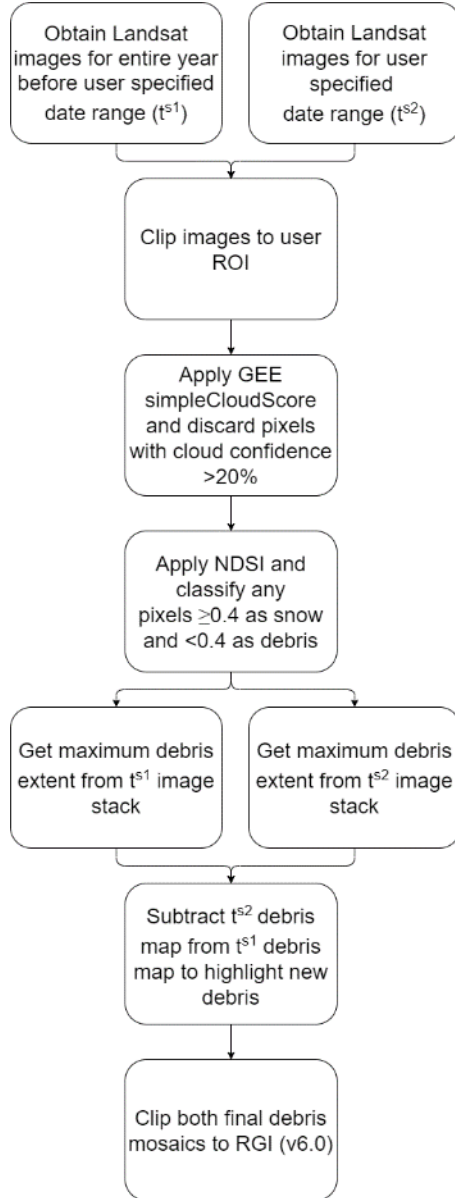 Obtain Landsat
images for entire year
before user specified
date range (tˢ¹)
Obtain Landsat
images for user
specified
date range (tˢ²)
Clip images to user
ROI
Apply GEE
simpleCloudScore
and discard pixels
with cloud confidence
>20%
Apply NDSI and
classify any
pixels ≥0.4 as snow
and <0.4 as debris
Get maximum debris
extent from tˢ¹ image
stack
Get maximum debris
extent from tˢ² image
stack
Subtract tˢ² debris
map from tˢ¹ debris
map to highlight new
debris
Clip both final debris
mosaics to RGI (v6.0)